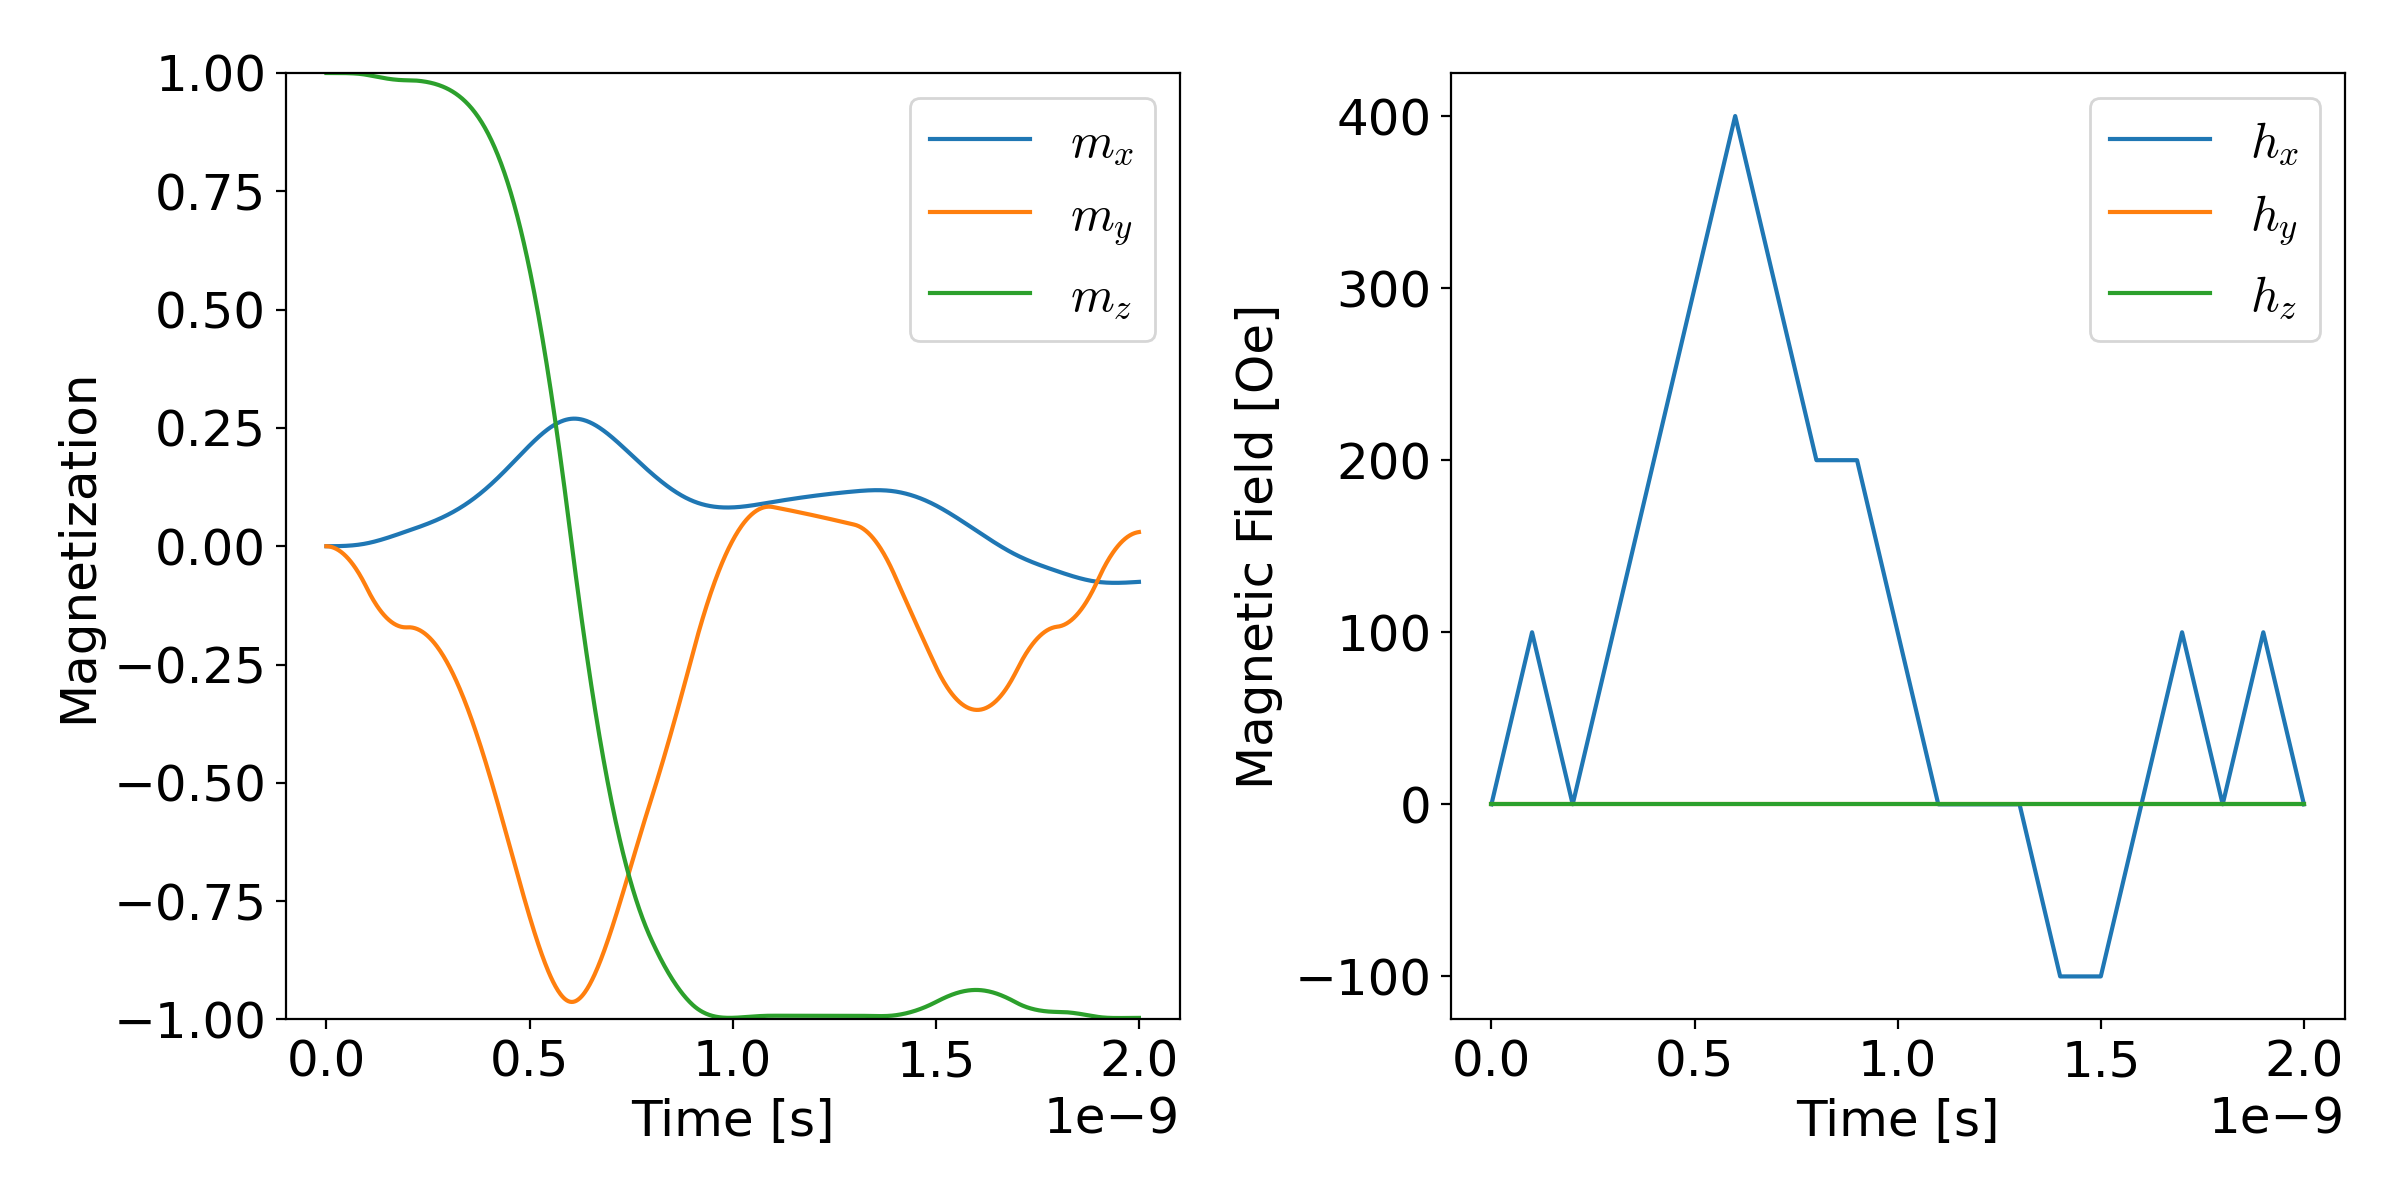 Magnetization
1.00
0.75
0.50
0.25
0.00
−0.25
−0.50
−0.75
−1.00
m_x
m_y
m_z
0.0 0.5 1.0 1.5 2.0
Time [s]
1e−9
Magnetic Field [Oe]
400
300
200
100
0
−100
h_x
h_y
h_z
0.0 0.5 1.0 1.5 2.0
Time [s]
1e−9